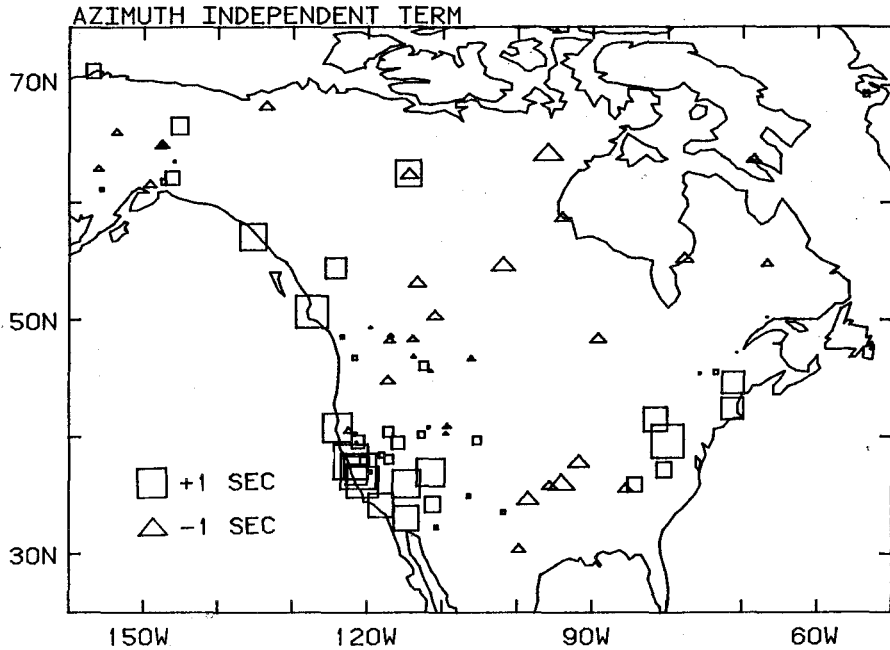 AZIMUTH INDEPENDENT TERM
70N
50N
30N
+1 SEC
-1 SEC
150W
120W
90W
60W